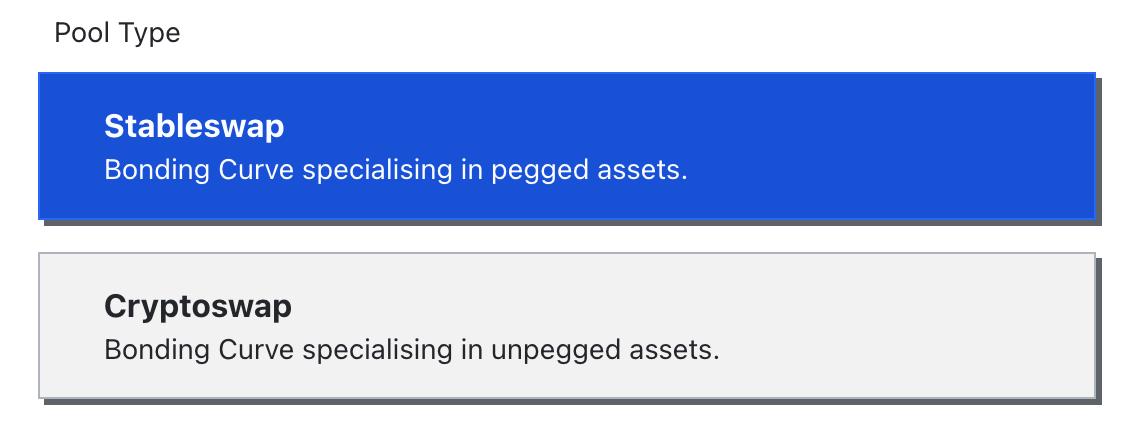 Pool Type
Stableswap
Bonding Curve specialising in pegged assets.
Cryptoswap
Bonding Curve specialising in unpegged assets.